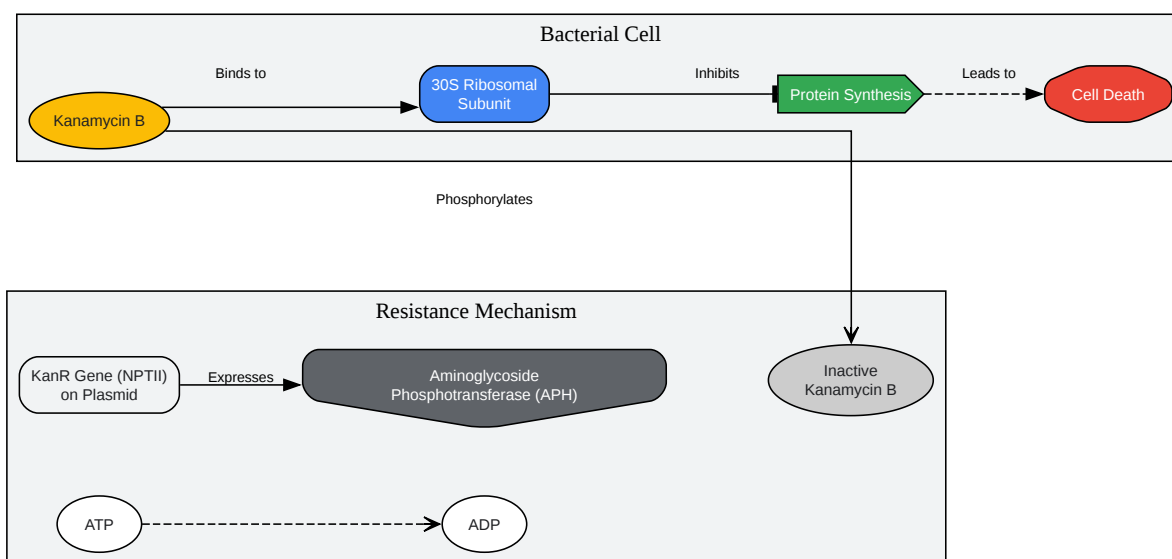 Bacterial Cell
Binds to
30S Ribosomal
Subunit
Inhibits
Protein Synthesis
Leads to
Cell Death
Kanamycin B
Phosphorylates
Resistance Mechanism
KanR Gene (NPTII)
on Plasmid
Expresses
Aminoglycoside
Phosphotransferase (APH)
Inactive
Kanamycin B
ATP
ADP